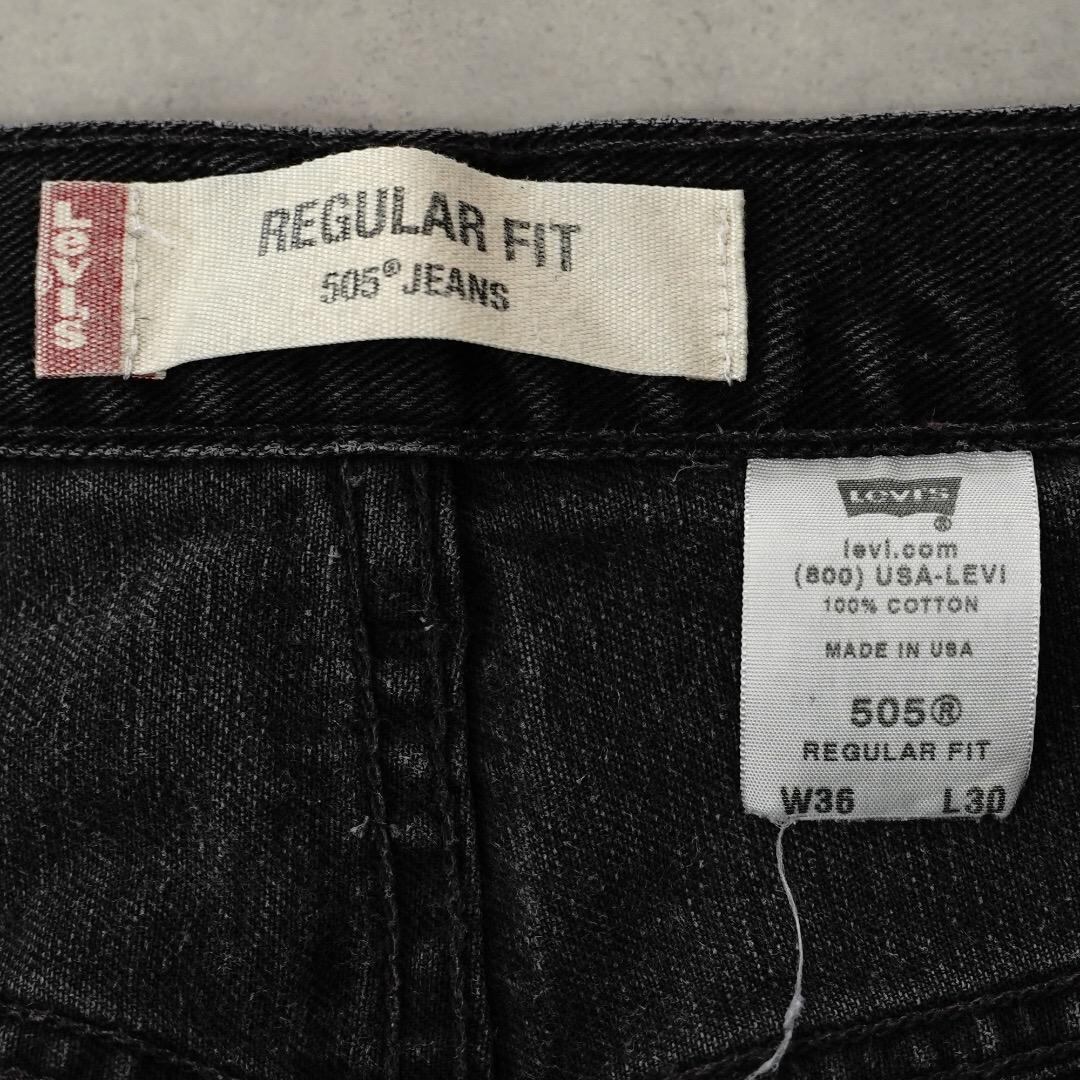 LeVI'S
REGULAR FIT
505® JEANS
LEVI'S
®
levi.com
(800) USA-LEVI
100% COTTON
MADE IN USA
505®
REGULAR FIT
W36 L30